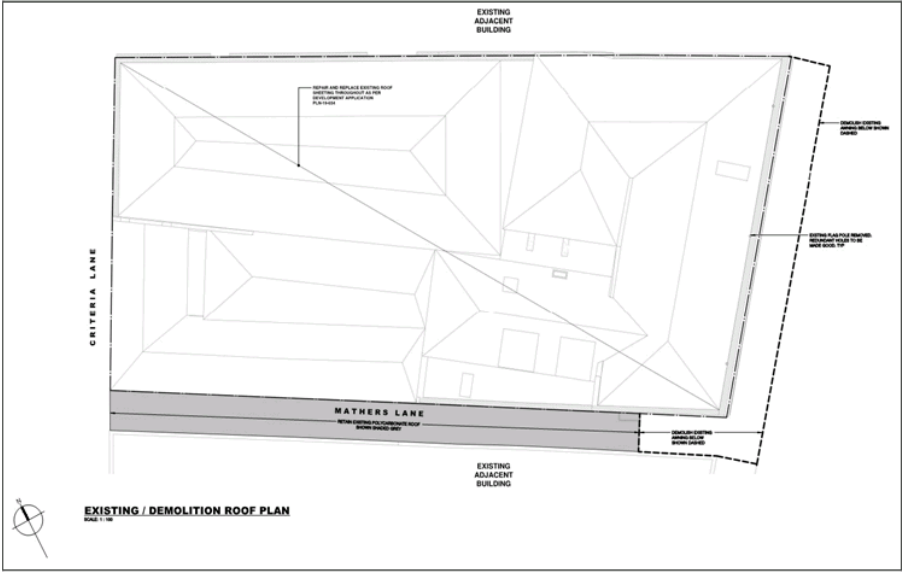 EXISTING
ADJACENT
BUILDING
REPAIR AND REPLACE EXISTING ROOF
SHEETING THROUGHOUT AS PER
DEVELOPMENT APPLICATION
DEMOLISH EXISTING
AWNING BELOW SHOWN
DASHED
EXISTING FLAG POLE REMOVED.
REDUNDANT HOLES TO BE
MADE GOOD. TYP
CRITERIA LANE
MATHERS LANE
RETAIN EXISTING POLYCARBONATE ROOF
SHOWN SHADED GREY
DEMOLISH EXISTING
AWNING BELOW
SHOWN DASHED
EXISTING
ADJACENT
BUILDING
N
EXISTING / DEMOLITION ROOF PLAN
SCALE: 1 : 100